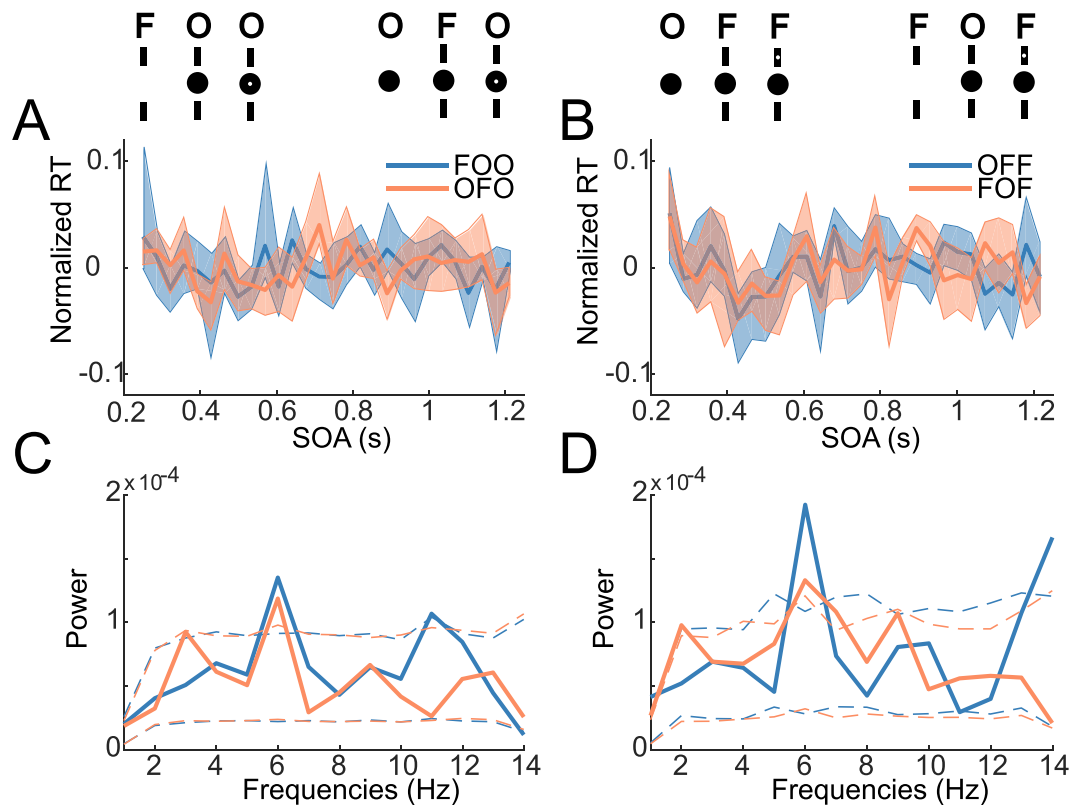 F O O O F O O F F F O F
A B
0.1 0.1
FOO OFF
OFO FOF
Normalized RT Normalized RT
0 0
-0.1 -0.1
0.2 0.4 0.6 0.8 1 1.2 0.2 0.4 0.6 0.8 1 1.2
SOA (s) SOA (s)
C D
2 ×10-4 2 ×10-4
Power Power
1 1
0 0
2 4 6 8 10 12 14 2 4 6 8 10 12 14
Frequencies (Hz) Frequencies (Hz)